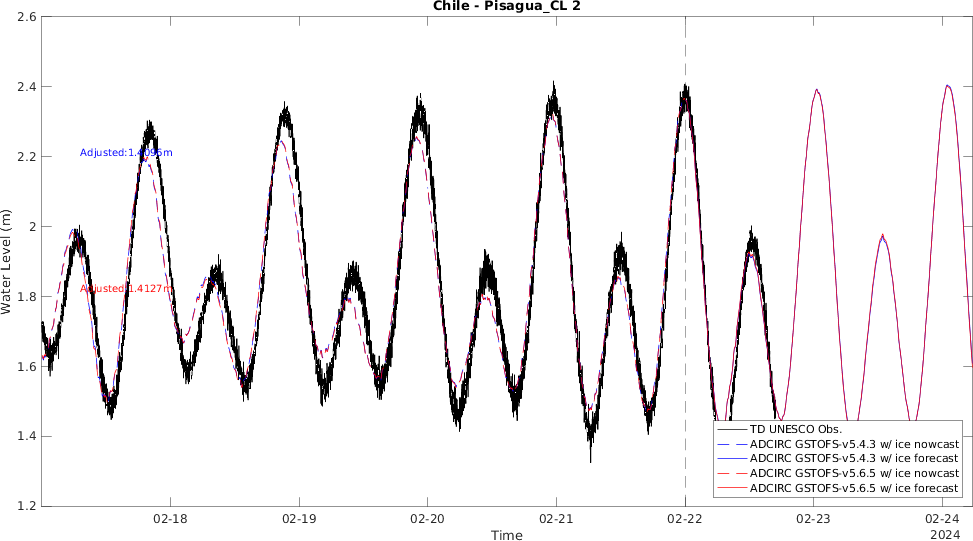 Chile - Pisagua_CL 2
Water Level (m)
2.6
2.4
2.2
2
1.8
1.6
1.4
1.2
Adjusted:1.4095m
Adjusted:1.4127m
TD UNESCO Obs.
ADCIRC GSTOFS-v5.4.3 w/ ice nowcast
ADCIRC GSTOFS-v5.4.3 w/ ice forecast
ADCIRC GSTOFS-v5.6.5 w/ ice nowcast
ADCIRC GSTOFS-v5.6.5 w/ ice forecast
02-18 02-19 02-20 02-21 02-22 02-23 02-24
Time
2024